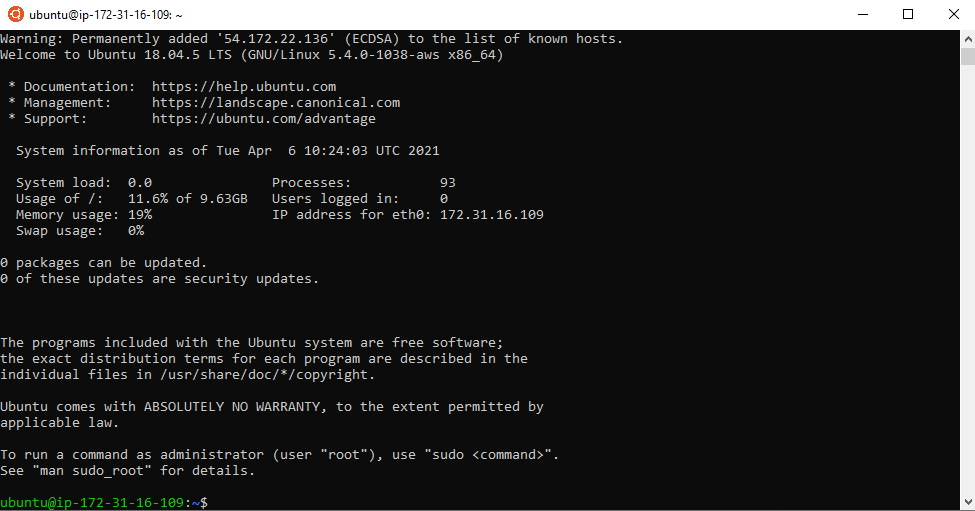 ubuntu@ip-172-31-16-109: ~
Warning: Permanently added '54.172.22.136' (ECDSA) to the list of known hosts.
Welcome to Ubuntu 18.04.5 LTS (GNU/Linux 5.4.0-1038-aws x86_64)
* Documentation:  https://help.ubuntu.com
* Management:     https://landscape.canonical.com
* Support:        https://ubuntu.com/advantage
System information as of Tue Apr  6 10:24:03 UTC 2021
System load:  0.0               Processes:           93
Usage of /:   11.6% of 9.63GB   Users logged in:     0
Memory usage: 19%               IP address for eth0: 172.31.16.109
Swap usage:   0%
0 packages can be updated.
0 of these updates are security updates.
The programs included with the Ubuntu system are free software;
the exact distribution terms for each program are described in the
individual files in /usr/share/doc/*/copyright.
Ubuntu comes with ABSOLUTELY NO WARRANTY, to the extent permitted by
applicable law.
To run a command as administrator (user "root"), use "sudo <command>".
See "man sudo_root" for details.
ubuntu@ip-172-31-16-109:~$